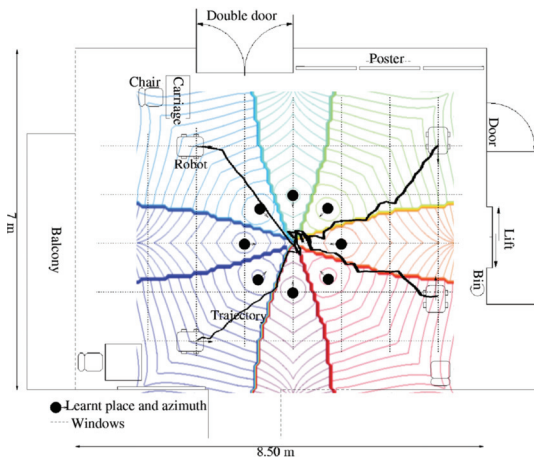 Double door
Poster
Chair
Carriage
Door
Robot
7 m
Balcony
Lift
Bin
Trajectory
Learnt place and azimuth
Windows
8.50 m